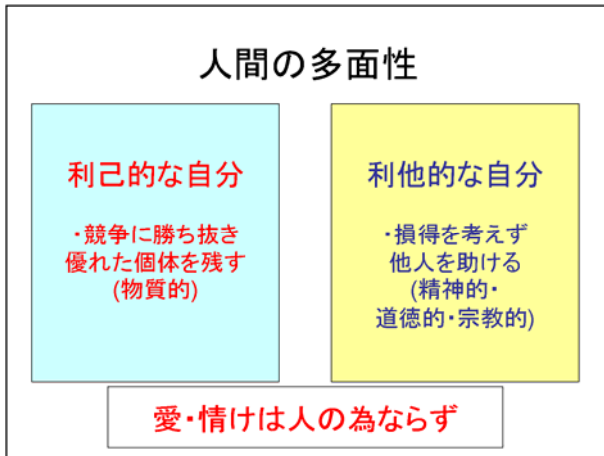 人間の多面性
利己的な自分
・競争に勝ち抜き
優れた個体を残す
(物質的)
利他的な自分
・損得を考えず
他人を助ける
(精神的・
道徳的・宗教的)
愛・情けは人の為ならず